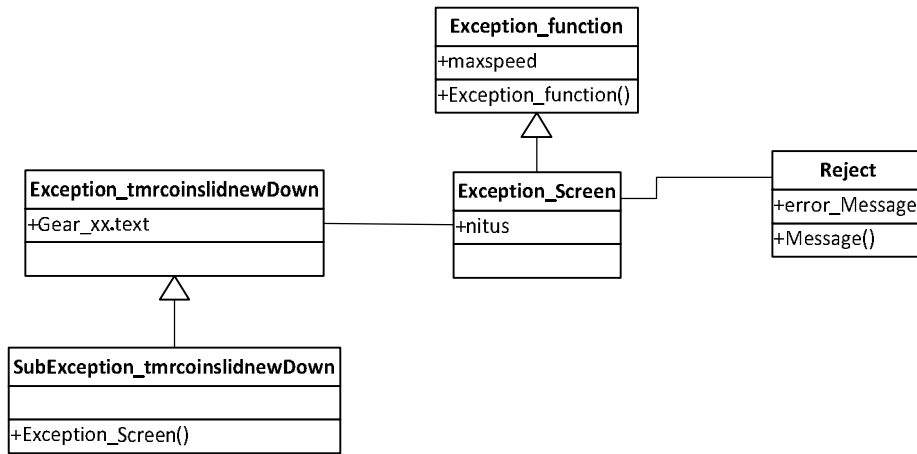 Exception_function
+maxspeed
+Exception_function()
Exception_tmrcoinslidnewDown
+Gear_xx.text
Exception_Screen
+nitus
Reject
+error_Message
+Message()
SubException_tmrcoinslidnewDown
+Exception_Screen()